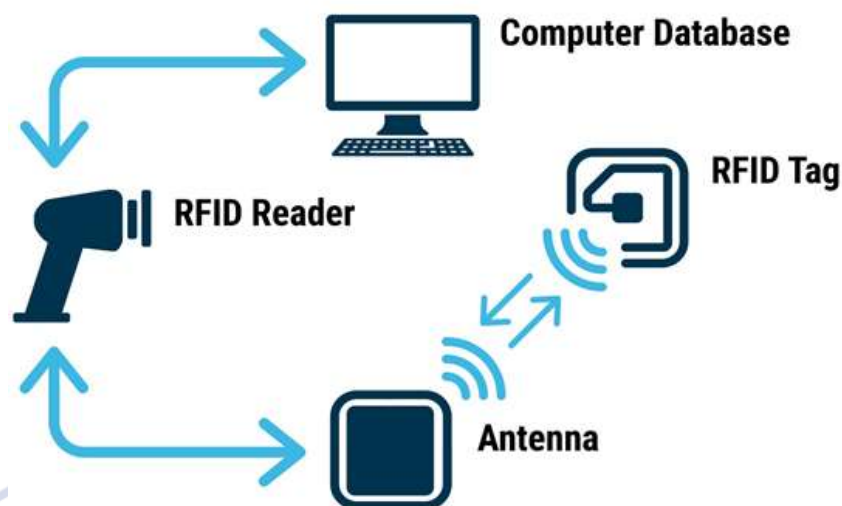 Computer Database
RFID Tag
RFID Reader
Antenna